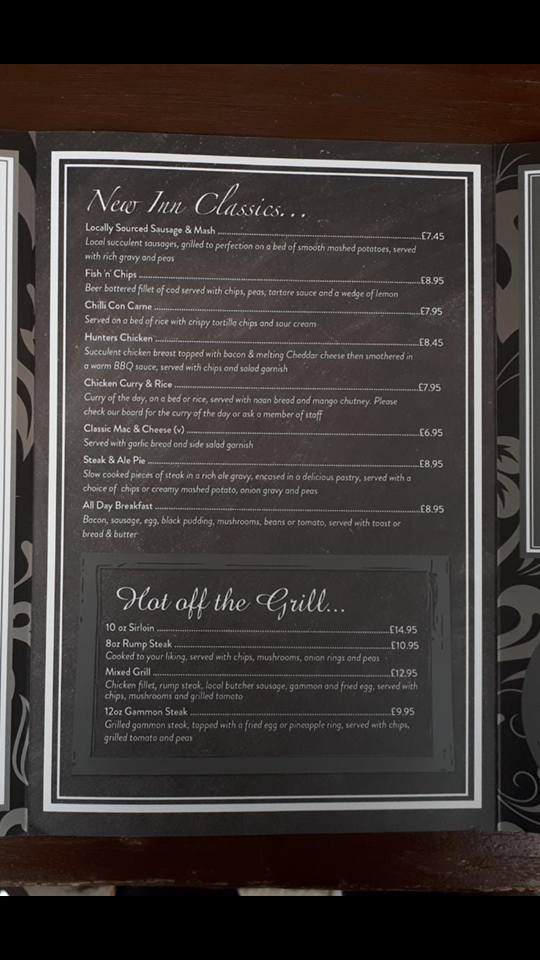 New Inn Classics...
Locally Sourced Sausage & Mash ........................ £7.45
Local succulent sausages, grilled to perfection on a bed of smooth mashed potatoes, served
with rich gravy and peas
Fish 'n' Chips ........................ £8.95
Beer battered fillet of cod served with chips, peas, tartare sauce and a wedge of lemon
Chilli Con Carne ........................ £7.95
Served on a bed of rice with crispy tortilla chips and sour cream
Hunters Chicken ........................ £8.45
Succulent chicken breast topped with bacon & melting Cheddar cheese then smothered in
a warm BBQ sauce, served with chips and salad garnish
Chicken Curry & Rice ........................ £7.95
Curry of the day, on a bed or rice, served with naan bread and mango chutney. Please
check our board for the curry of the day or ask a member of staff
Classic Mac & Cheese (v) ........................ £6.95
Served with garlic bread and side salad garnish
Steak & Ale Pie ........................ £8.95
Slow cooked pieces of steak in a rich ale gravy, encased in a delicious pastry, served with a
choice of chips or creamy mashed potato, onion gravy and peas
All Day Breakfast ........................ £8.95
Bacon, sausage, egg, black pudding, mushrooms, beans or tomato, served with toast or
bread & butter
Hot off the Grill...
10 oz Sirloin ........................ £14.95
8oz Rump Steak ........................ £10.95
Cooked to your liking, served with chips, mushrooms, onion rings and peas
Mixed Grill ........................ £12.95
Chicken fillet, rump steak, local butcher sausage, gammon and fried egg, served with
chips, mushrooms and grilled tomato
12oz Gammon Steak ........................ £9.95
Grilled gammon steak, topped with a fried egg or pineapple ring, served with chips,
grilled tomato and peas